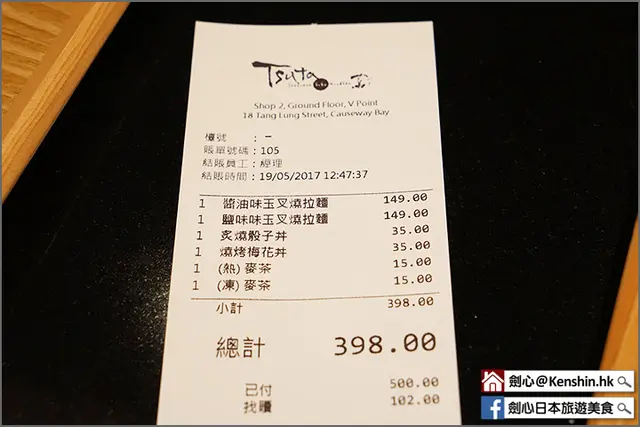 Tsuta
Shop 2, Ground Floor, V Point
18 Tang Lung Street, Causeway Bay
檯號 : -
賬單號碼 : 105
結賬員工 : 經理
結賬時間 : 19/05/2017 12:47:37
1 醬油味玉叉燒拉麵 149.00
1 鹽味味玉叉燒拉麵 149.00
1 炙燒骰子丼 35.00
1 燒烤梅花丼 35.00
1 (熱) 麥茶 15.00
1 (凍) 麥茶 15.00
小計 398.00
總計 398.00
已付 500.00
找贖 102.00
劍心@Kenshin.hk
劍心日本旅遊美食